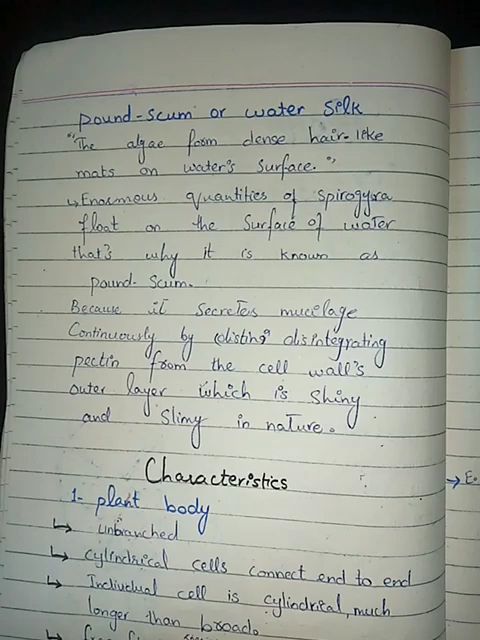 pound-scum or water Silk
"The algae form dense hair-like
mats on water's surface."
↳ Enormous quantities of Spirogyra
float on the Surface of water
that's why it is known as
pound-Scum.
Because it secretes mucilage
Continuously by disintegrating
pectin from the cell wall's
outer layer which is Shiny
and Slimy in nature.
Characteristics
1- plant body
↳ unbranched
↳ cylindrical cells connect end to end
↳ Individual cell is cylindrical, much
longer than broad.
→ E